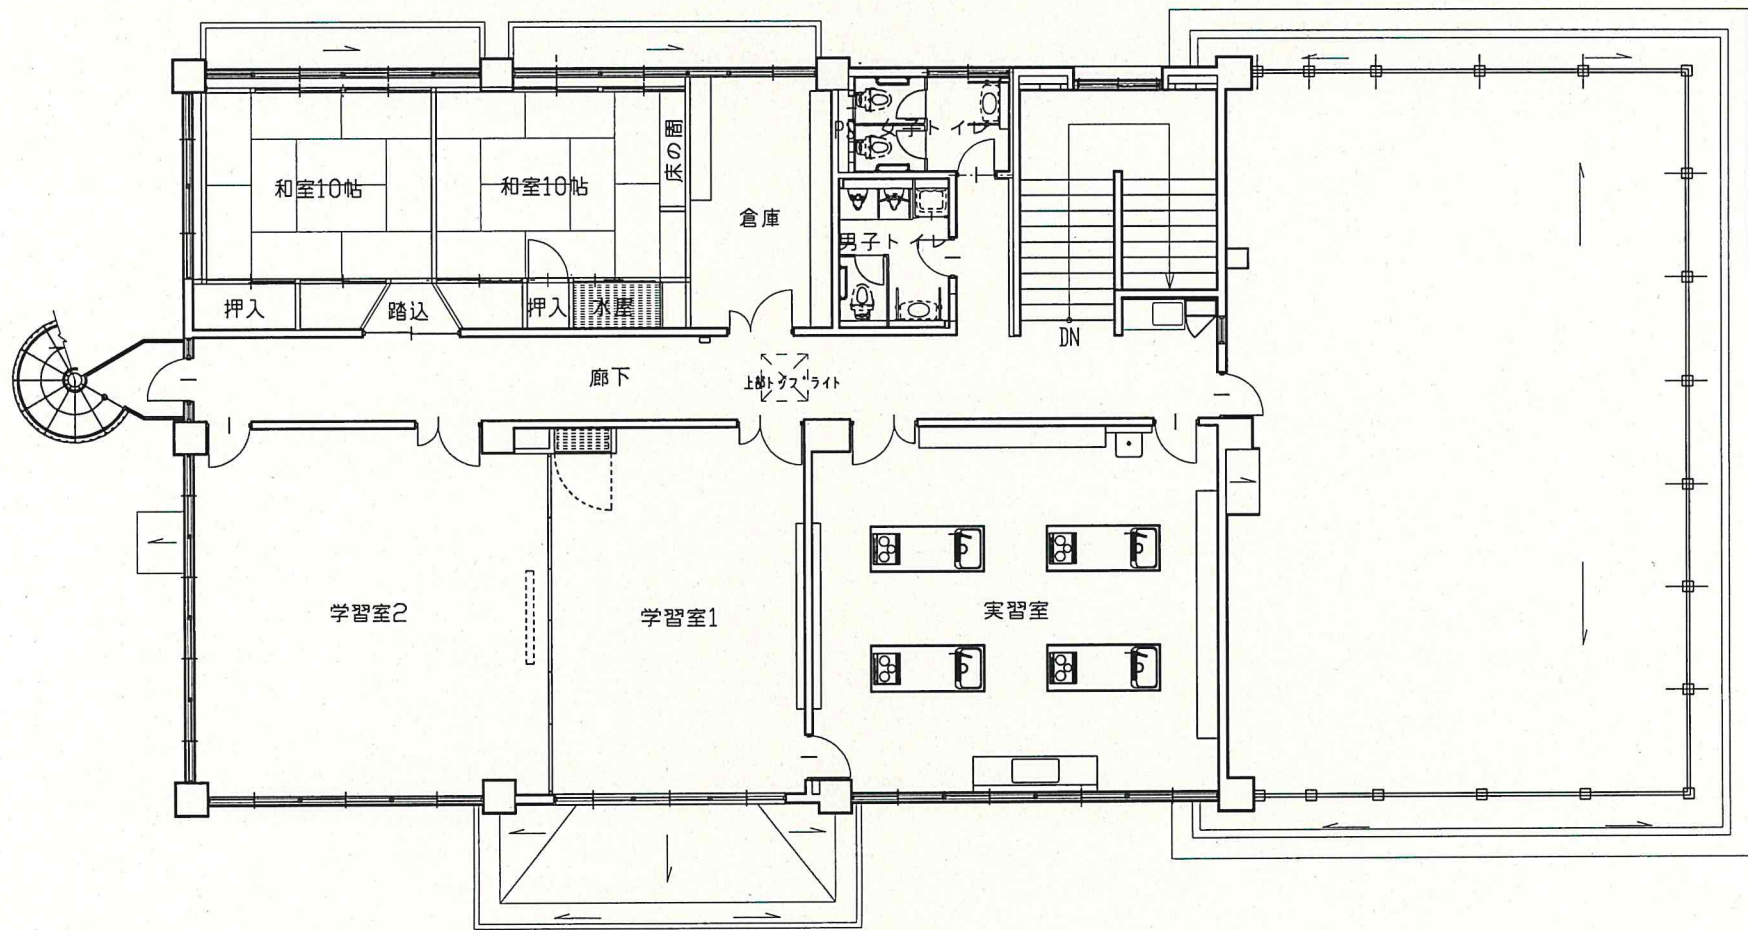 女子トイレ
床の間
和室10帖
和室10帖
倉庫
男子トイレ
押入
踏込
押入
水屋
DN
廊下
上部トップライト
学習室2
学習室1
実習室